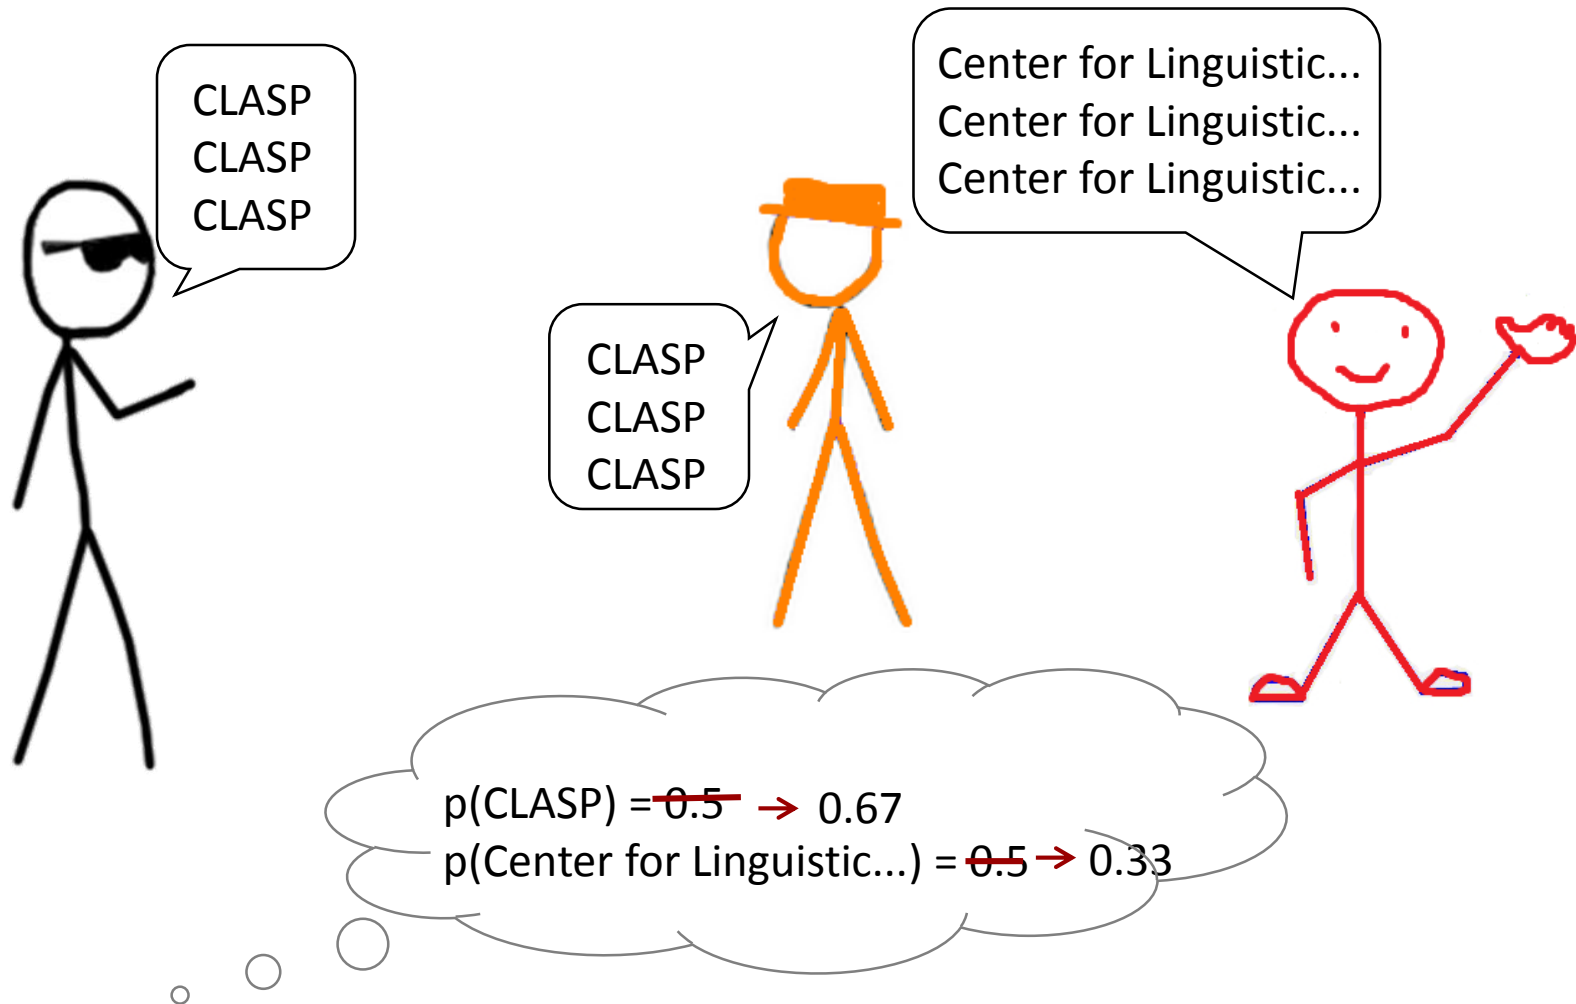 CLASP
CLASP
CLASP
Center for Linguistic...
Center for Linguistic...
Center for Linguistic...
CLASP
CLASP
CLASP
p(CLASP) = 0.5 → 0.67
p(Center for Linguistic...) = 0.5 → 0.33